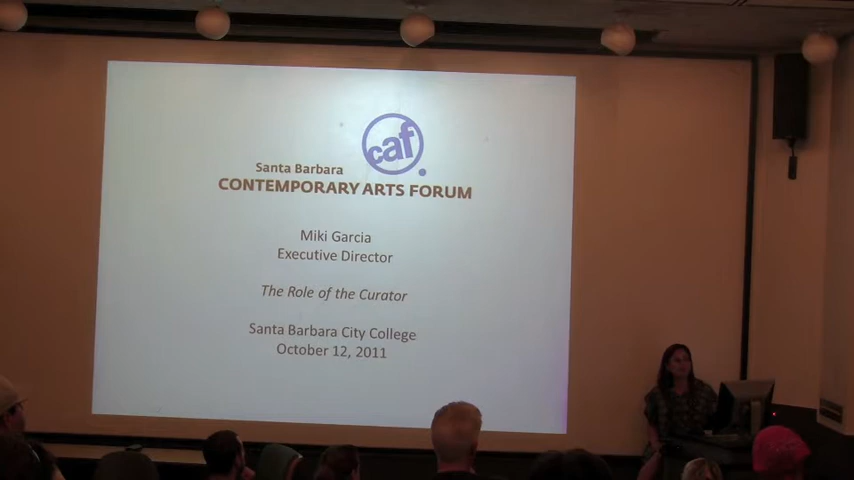 caf
Santa Barbara
CONTEMPORARY ARTS FORUM
Miki Garcia
Executive Director
The Role of the Curator
Santa Barbara City College
October 12, 2011